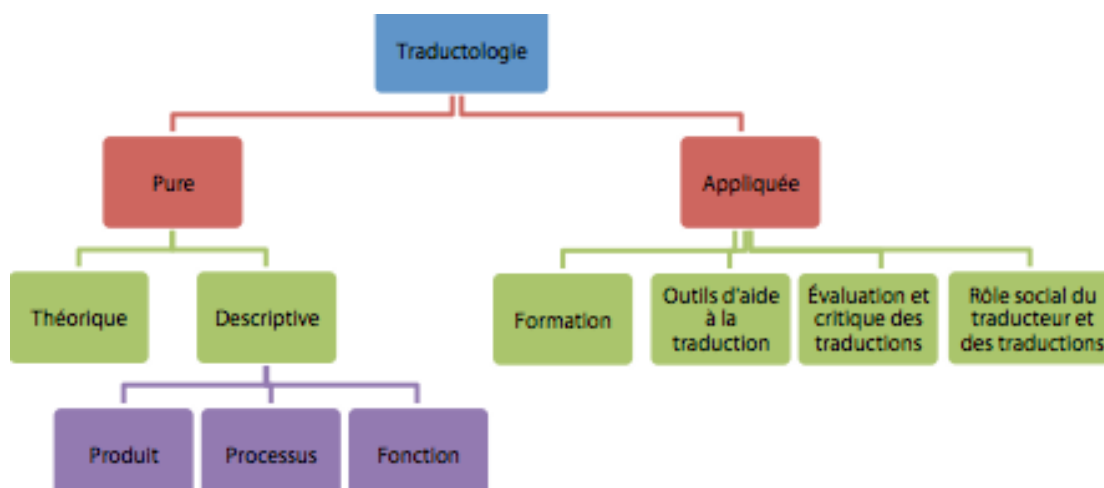 Traductologie
Pure
Appliquée
Théorique
Descriptive
Formation
Outils d'aide
à la
traduction
Évaluation et
critique des
traductions
Rôle social du
traducteur et
des traductions
Produit
Processus
Fonction